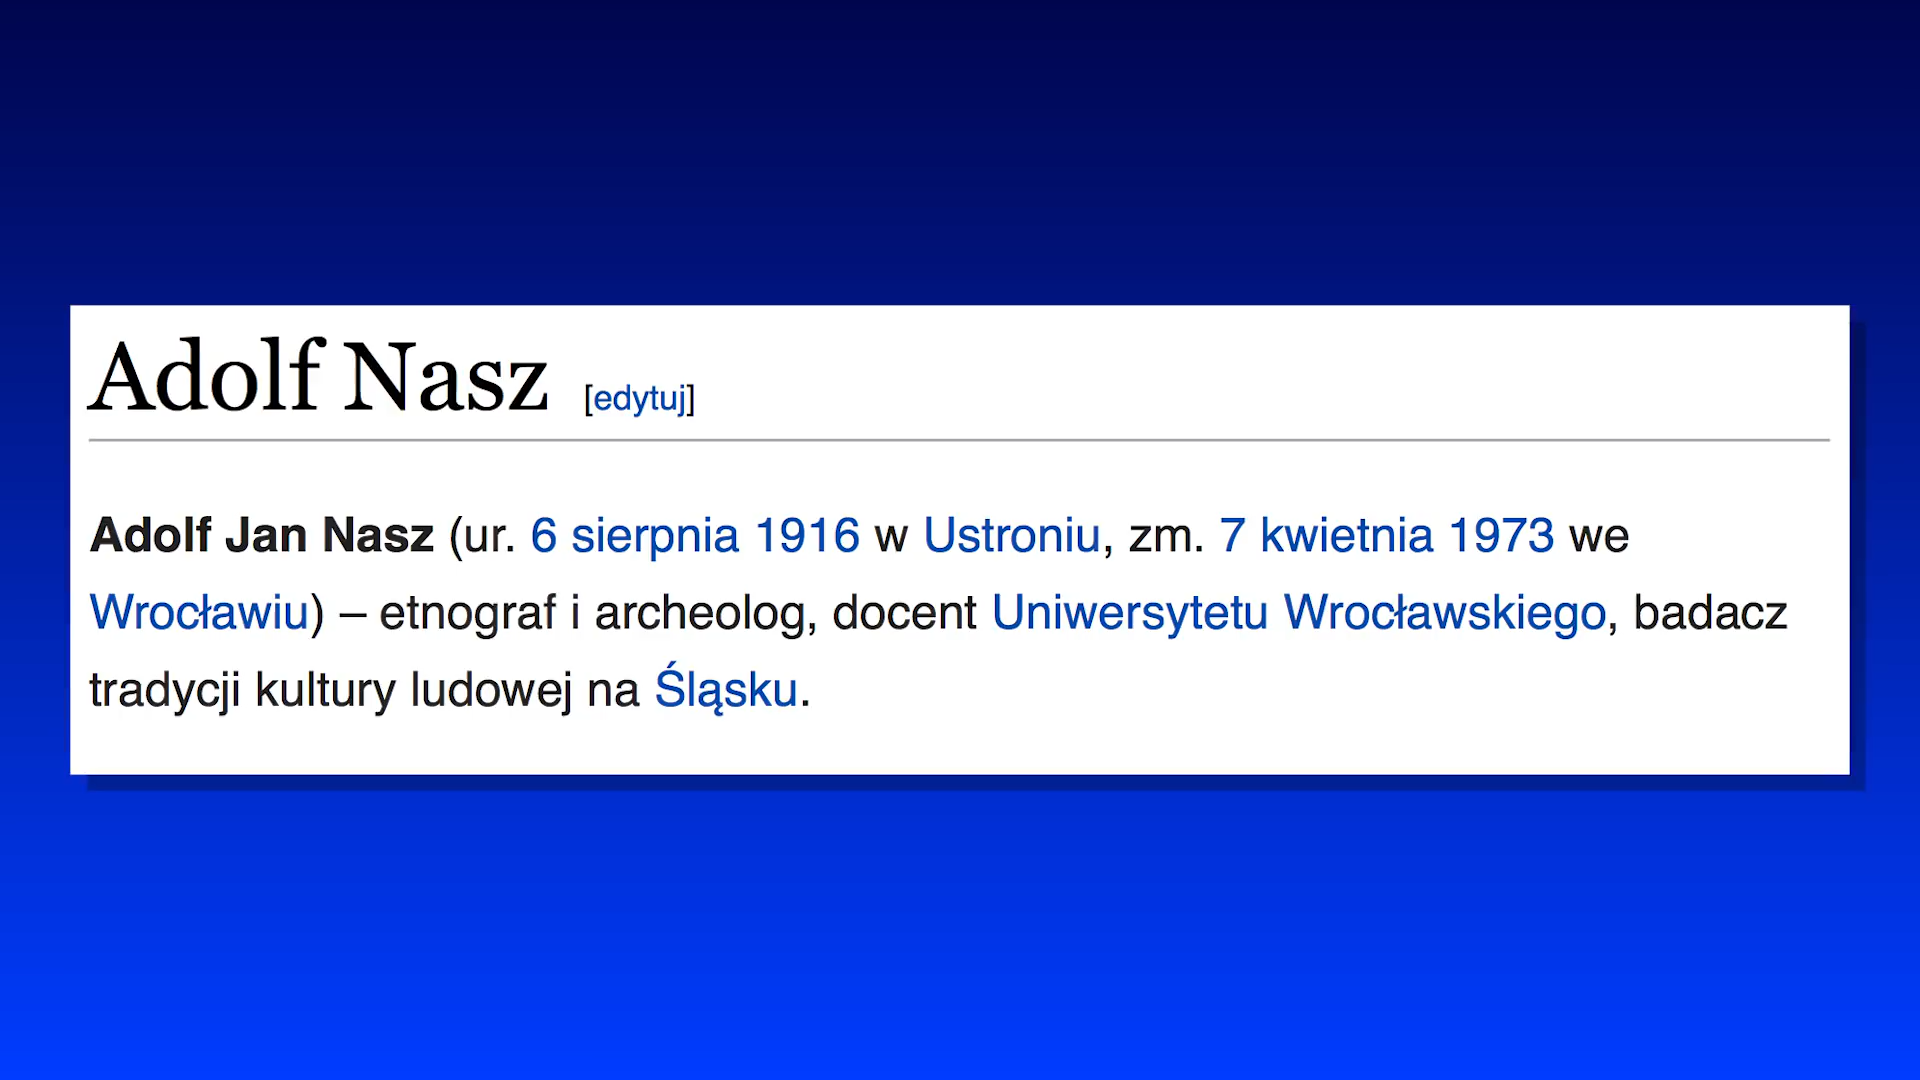 Adolf Nasz [edytuj]
Adolf Jan Nasz (ur. 6 sierpnia 1916 w Ustroniu, zm. 7 kwietnia 1973 we
Wrocławiu) – etnograf i archeolog, docent Uniwersytetu Wrocławskiego, badacz
tradycji kultury ludowej na Śląsku.